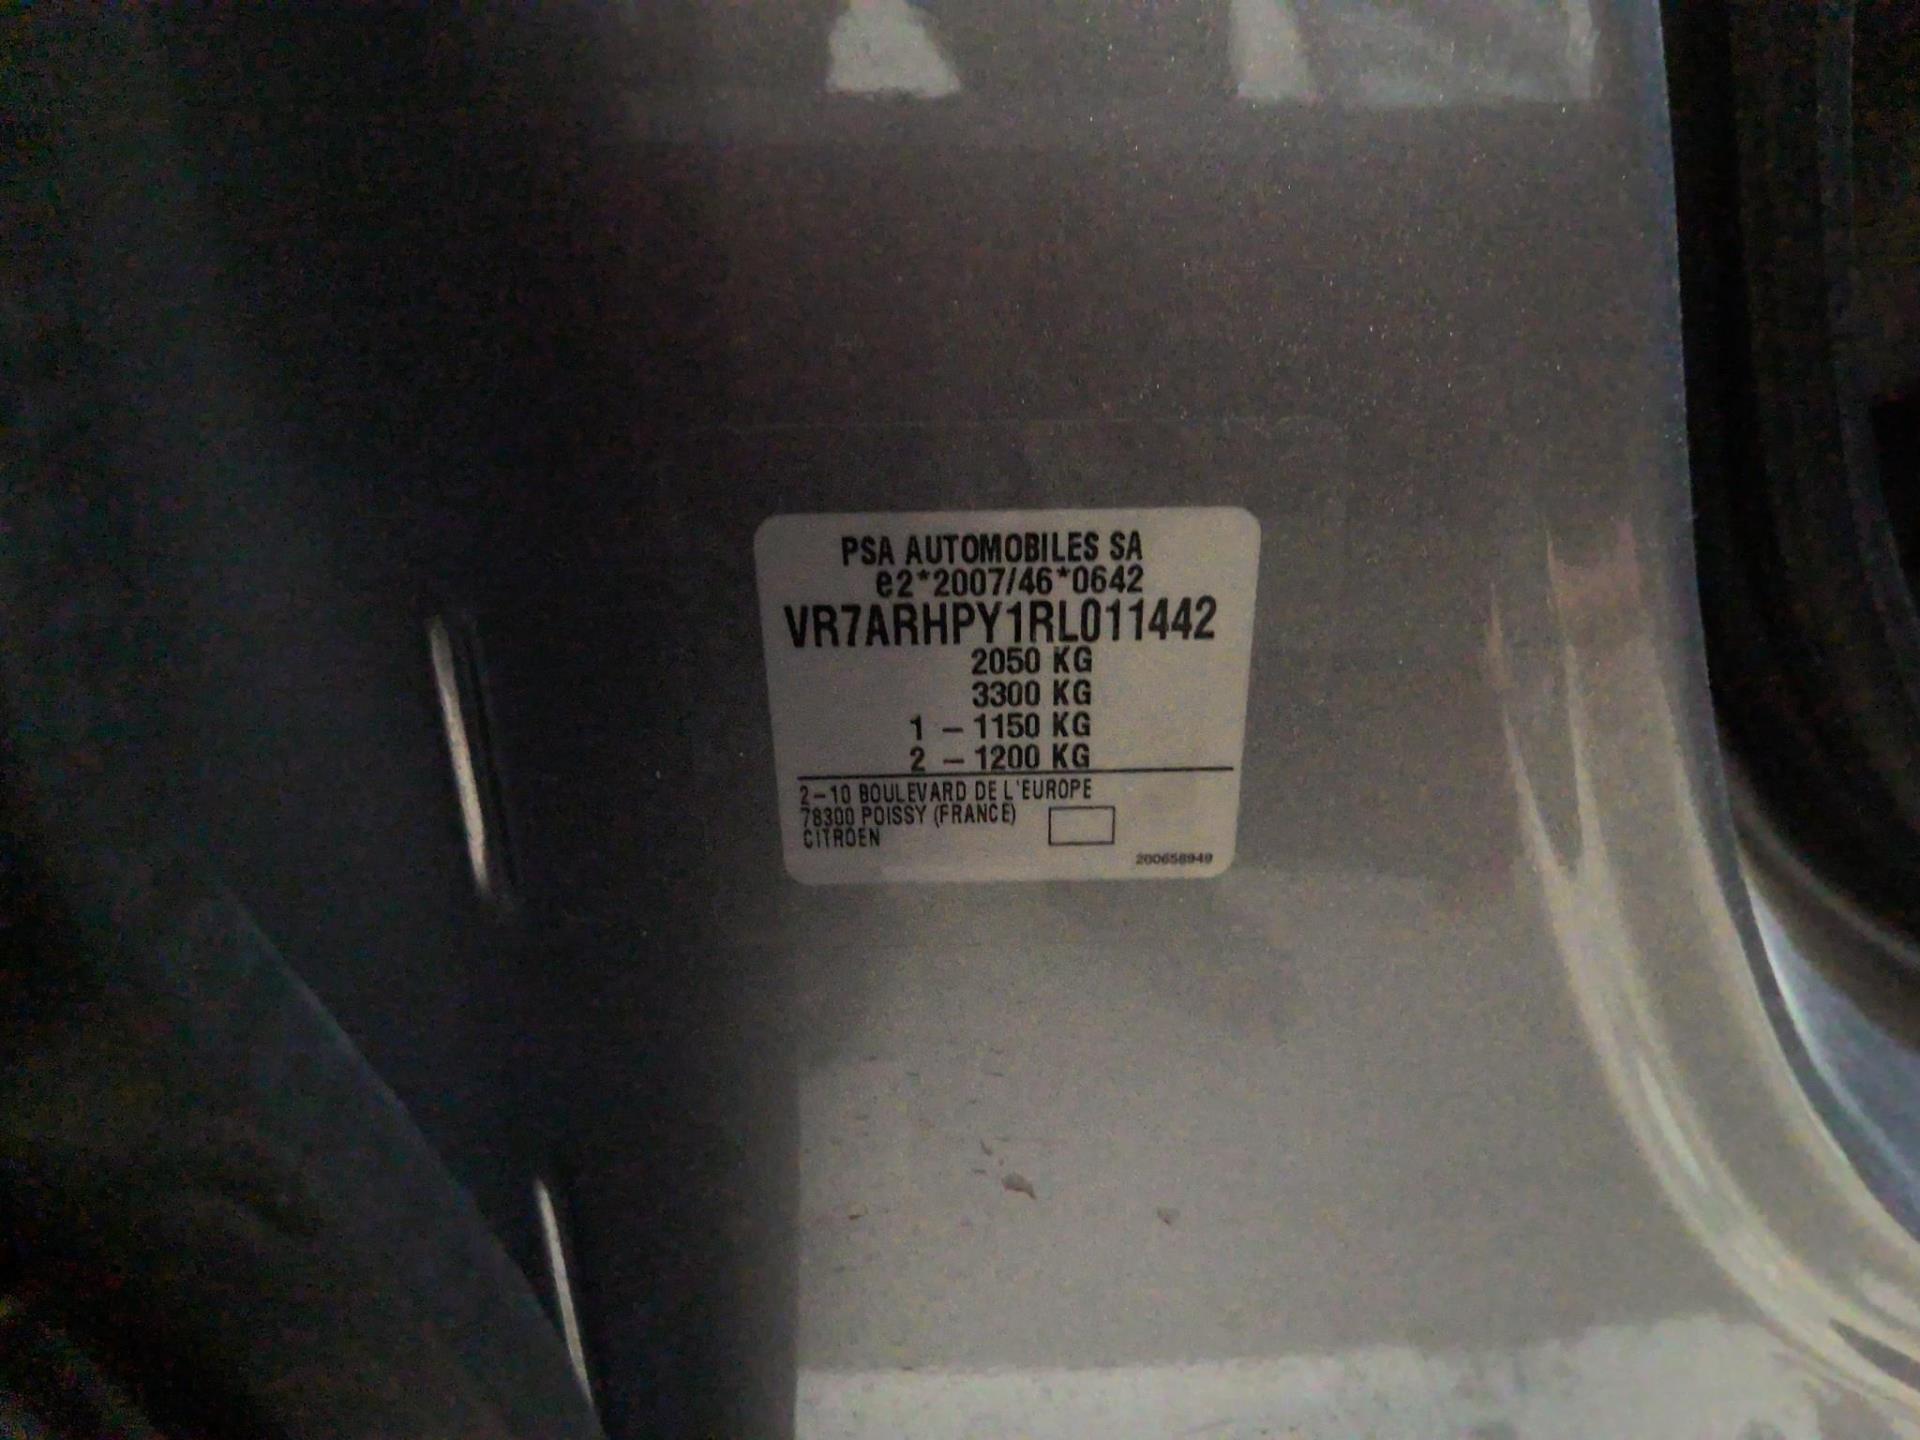 PSA AUTOMOBILES SA
e2*2007/46*0642
VR7ARHPY1RL011442
2050 KG
3300 KG
1 - 1150 KG
2 - 1200 KG
2-10 BOULEVARD DE L'EUROPE
78300 POISSY (FRANCE)
CITROEN
200658949